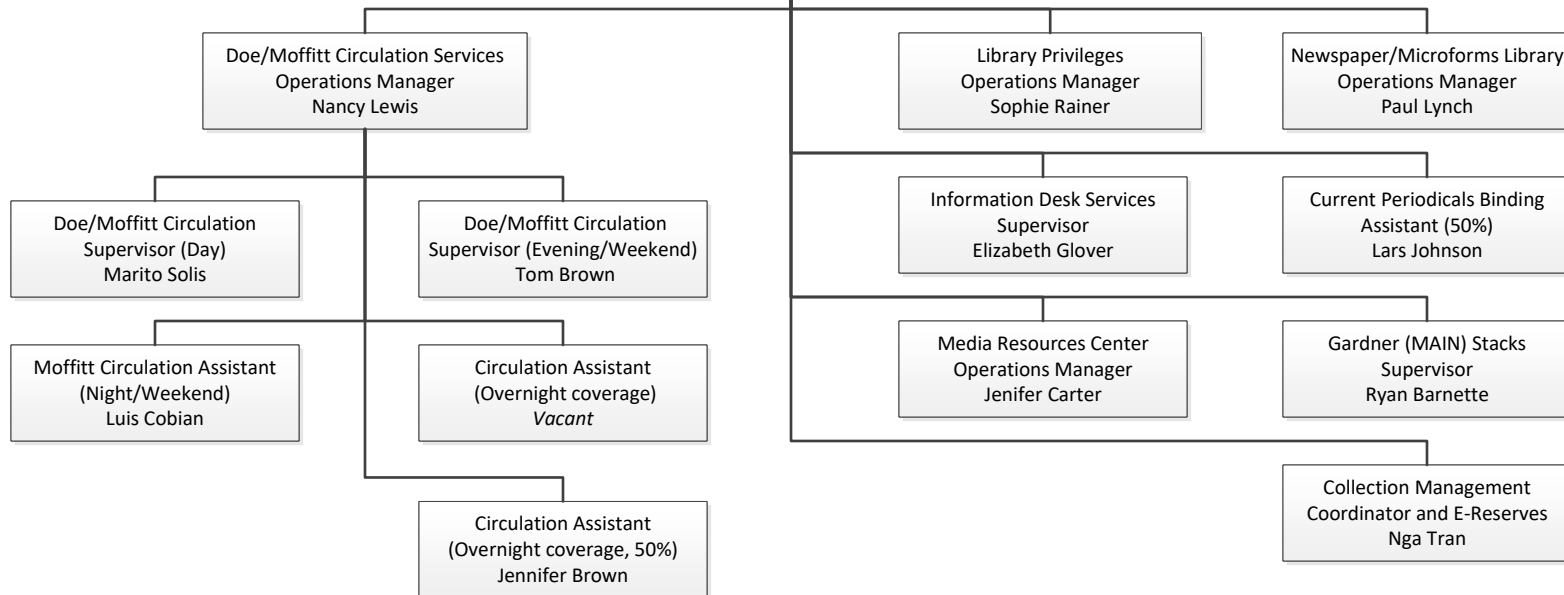 Doe/Moffitt Circulation Services
Operations Manager
Nancy Lewis
Library Privileges
Operations Manager
Sophie Rainer
Newspaper/Microforms Library
Operations Manager
Paul Lynch
Doe/Moffitt Circulation
Supervisor (Day)
Marito Solis
Doe/Moffitt Circulation
Supervisor (Evening/Weekend)
Tom Brown
Information Desk Services
Supervisor
Elizabeth Glover
Current Periodicals Binding
Assistant (50%)
Lars Johnson
Moffitt Circulation Assistant
(Night/Weekend)
Luis Cobian
Circulation Assistant
(Overnight coverage)
Vacant
Media Resources Center
Operations Manager
Jenifer Carter
Gardner (MAIN) Stacks
Supervisor
Ryan Barnette
Circulation Assistant
(Overnight coverage, 50%)
Jennifer Brown
Collection Management
Coordinator and E-Reserves
Nga Tran